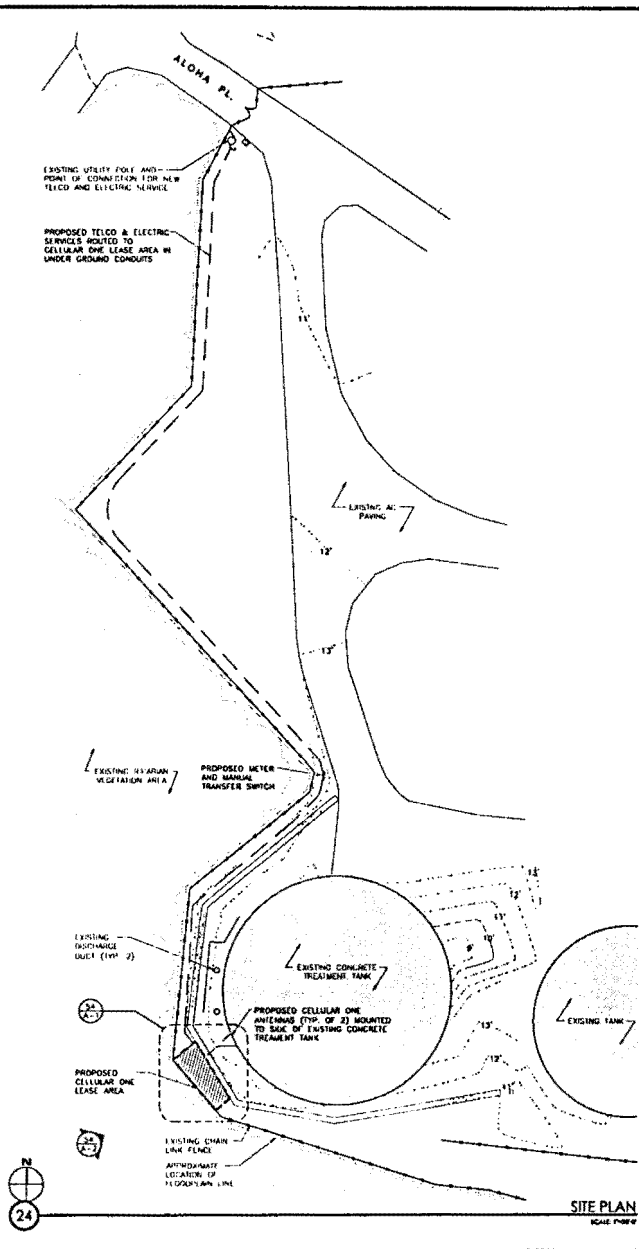 ALOHA PL.
EXISTING UTILITY POLE AND
POINT OF CONNECTION FOR NEW
TELCO AND ELECTRIC SERVICE
PROPOSED TELCO & ELECTRIC
SERVICES ROUTED TO
CELLULAR ONE LEASE AREA IN
UNDER GROUND CONDUITS
11'
EXISTING AC
PAVING
12'
13'
EXISTING RIPARIAN
VEGETATION AREA
PROPOSED METER
AND MANUAL
TRANSFER SWITCH
13'
12'
11'
10'
9'
EXISTING
DISCHARGE
DUCT (TYP. 2)
EXISTING CONCRETE
TREATMENT TANK
PROPOSED CELLULAR ONE
ANTENNAS (TYP. OF 2) MOUNTED
TO SIDE OF EXISTING CONCRETE
TREAMENT TANK
EXISTING TANK
13'
12'
11'
PROPOSED
CELLULAR ONE
LEASE AREA
A-1
A-2
EXISTING CHAIN
LINK FENCE
APPROXIMATE
LOCATION OF
FLOODPLAIN LINE
N
24
SITE PLAN